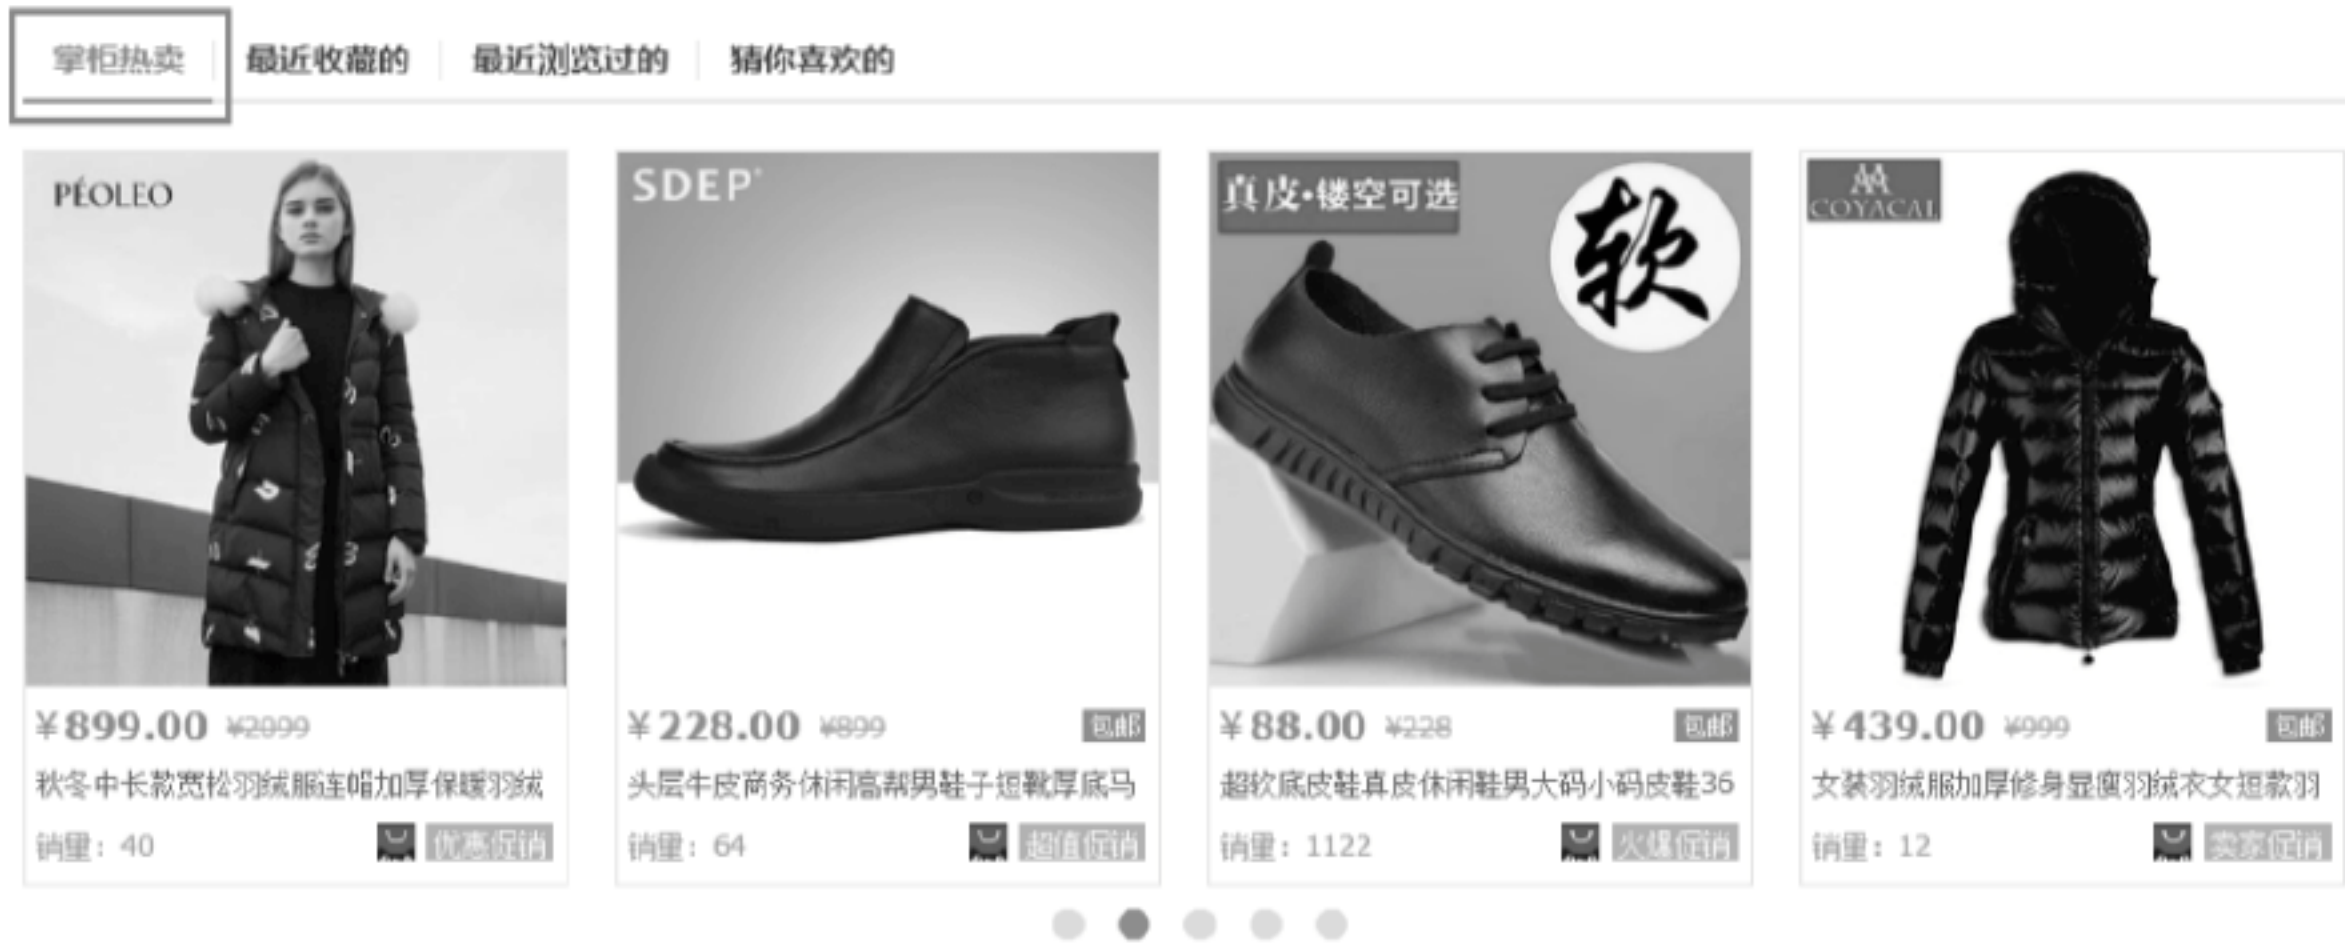 掌柜热卖 最近收藏的 最近浏览过的 猜你喜欢的
PÉOLEO
SDEP
真皮·镂空可选
软
AA
COYACAL
¥899.00 ¥2099
秋冬中长款宽松羽绒服连帽加厚保暖羽绒
销量: 40 优惠促销
¥228.00 ¥899 包邮
头层牛皮商务休闲高帮男鞋子短靴厚底马
销量: 64 超值促销
¥88.00 ¥228 包邮
超软底皮鞋真皮休闲鞋男大码小码皮鞋36
销量: 1122 火爆促销
¥439.00 ¥999 包邮
女装羽绒服加厚修身显瘦羽绒衣女短款羽
销量: 12 卖家促销